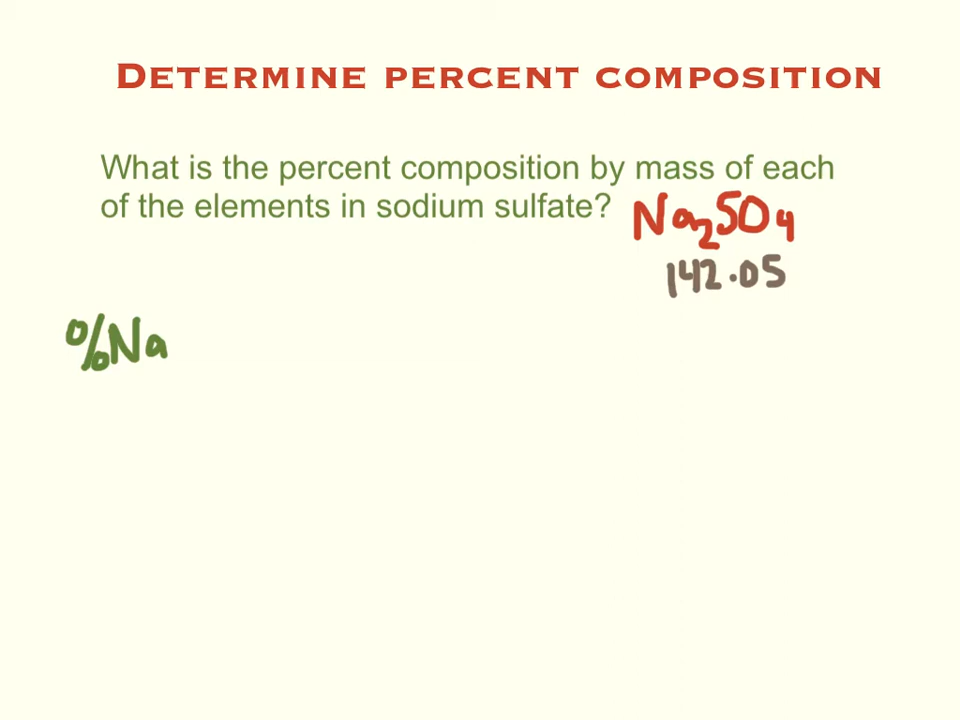 DETERMINE PERCENT COMPOSITION
What is the percent composition by mass of each
of the elements in sodium sulfate? Na₂SO₄
142.05
%Na